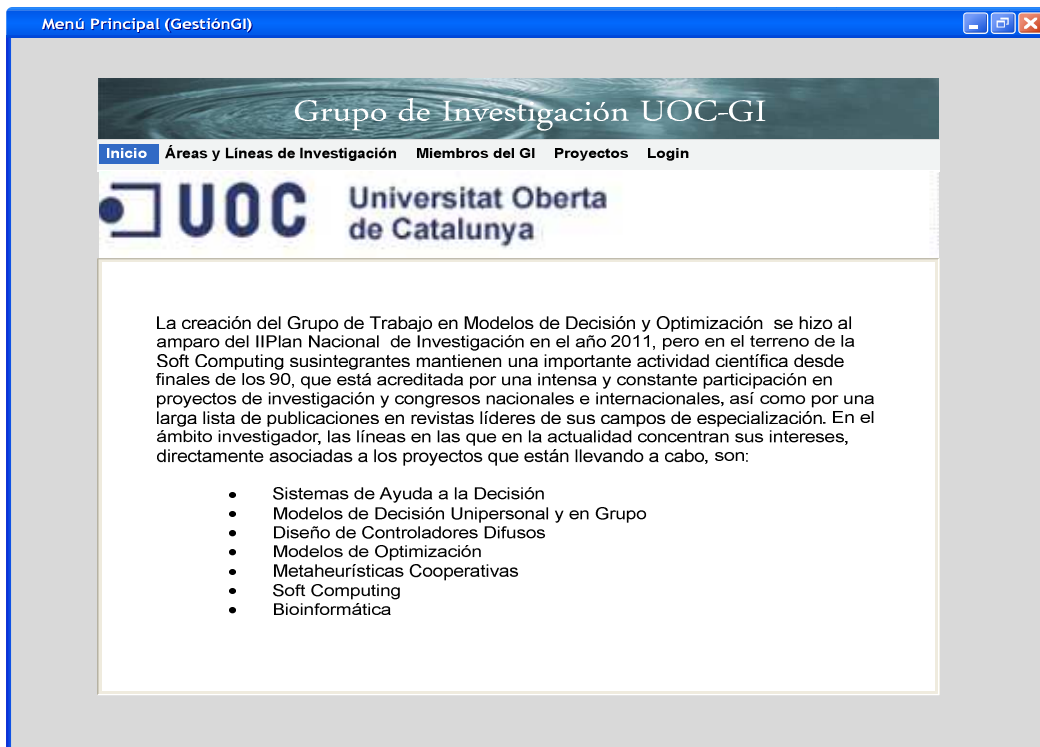 Menú Principal (GestiónGI)
Grupo de Investigación UOC-GI
Inicio Áreas y Líneas de Investigación Miembros del GI Proyectos Login
UOC Universitat Oberta
de Catalunya
La creación del Grupo de Trabajo en Modelos de Decisión y Optimización se hizo al
amparo del IIPlan Nacional de Investigación en el año 2011, pero en el terreno de la
Soft Computing susintegrantes mantienen una importante actividad científica desde
finales de los 90, que está acreditada por una intensa y constante participación en
proyectos de investigación y congresos nacionales e internacionales, así como por una
larga lista de publicaciones en revistas líderes de sus campos de especialización. En el
ámbito investigador, las líneas en las que en la actualidad concentran sus intereses,
directamente asociadas a los proyectos que están llevando a cabo, son:
• Sistemas de Ayuda a la Decisión
• Modelos de Decisión Unipersonal y en Grupo
• Diseño de Controladores Difusos
• Modelos de Optimización
• Metaheurísticas Cooperativas
• Soft Computing
• Bioinformática